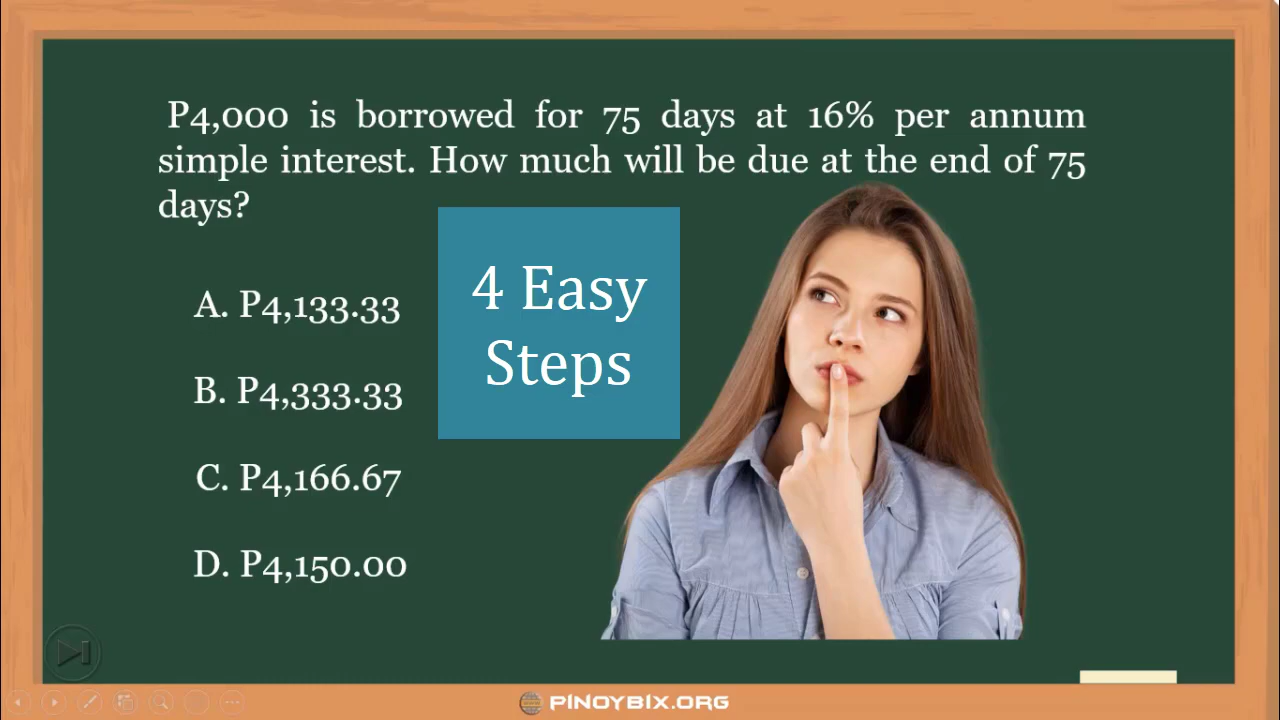 P4,000 is borrowed for 75 days at 16% per annum
simple interest. How much will be due at the end of 75
days?
4 Easy
Steps
A. P4,133.33
B. P4,333.33
C. P4,166.67
D. P4,150.00
PINOYBIX.ORG